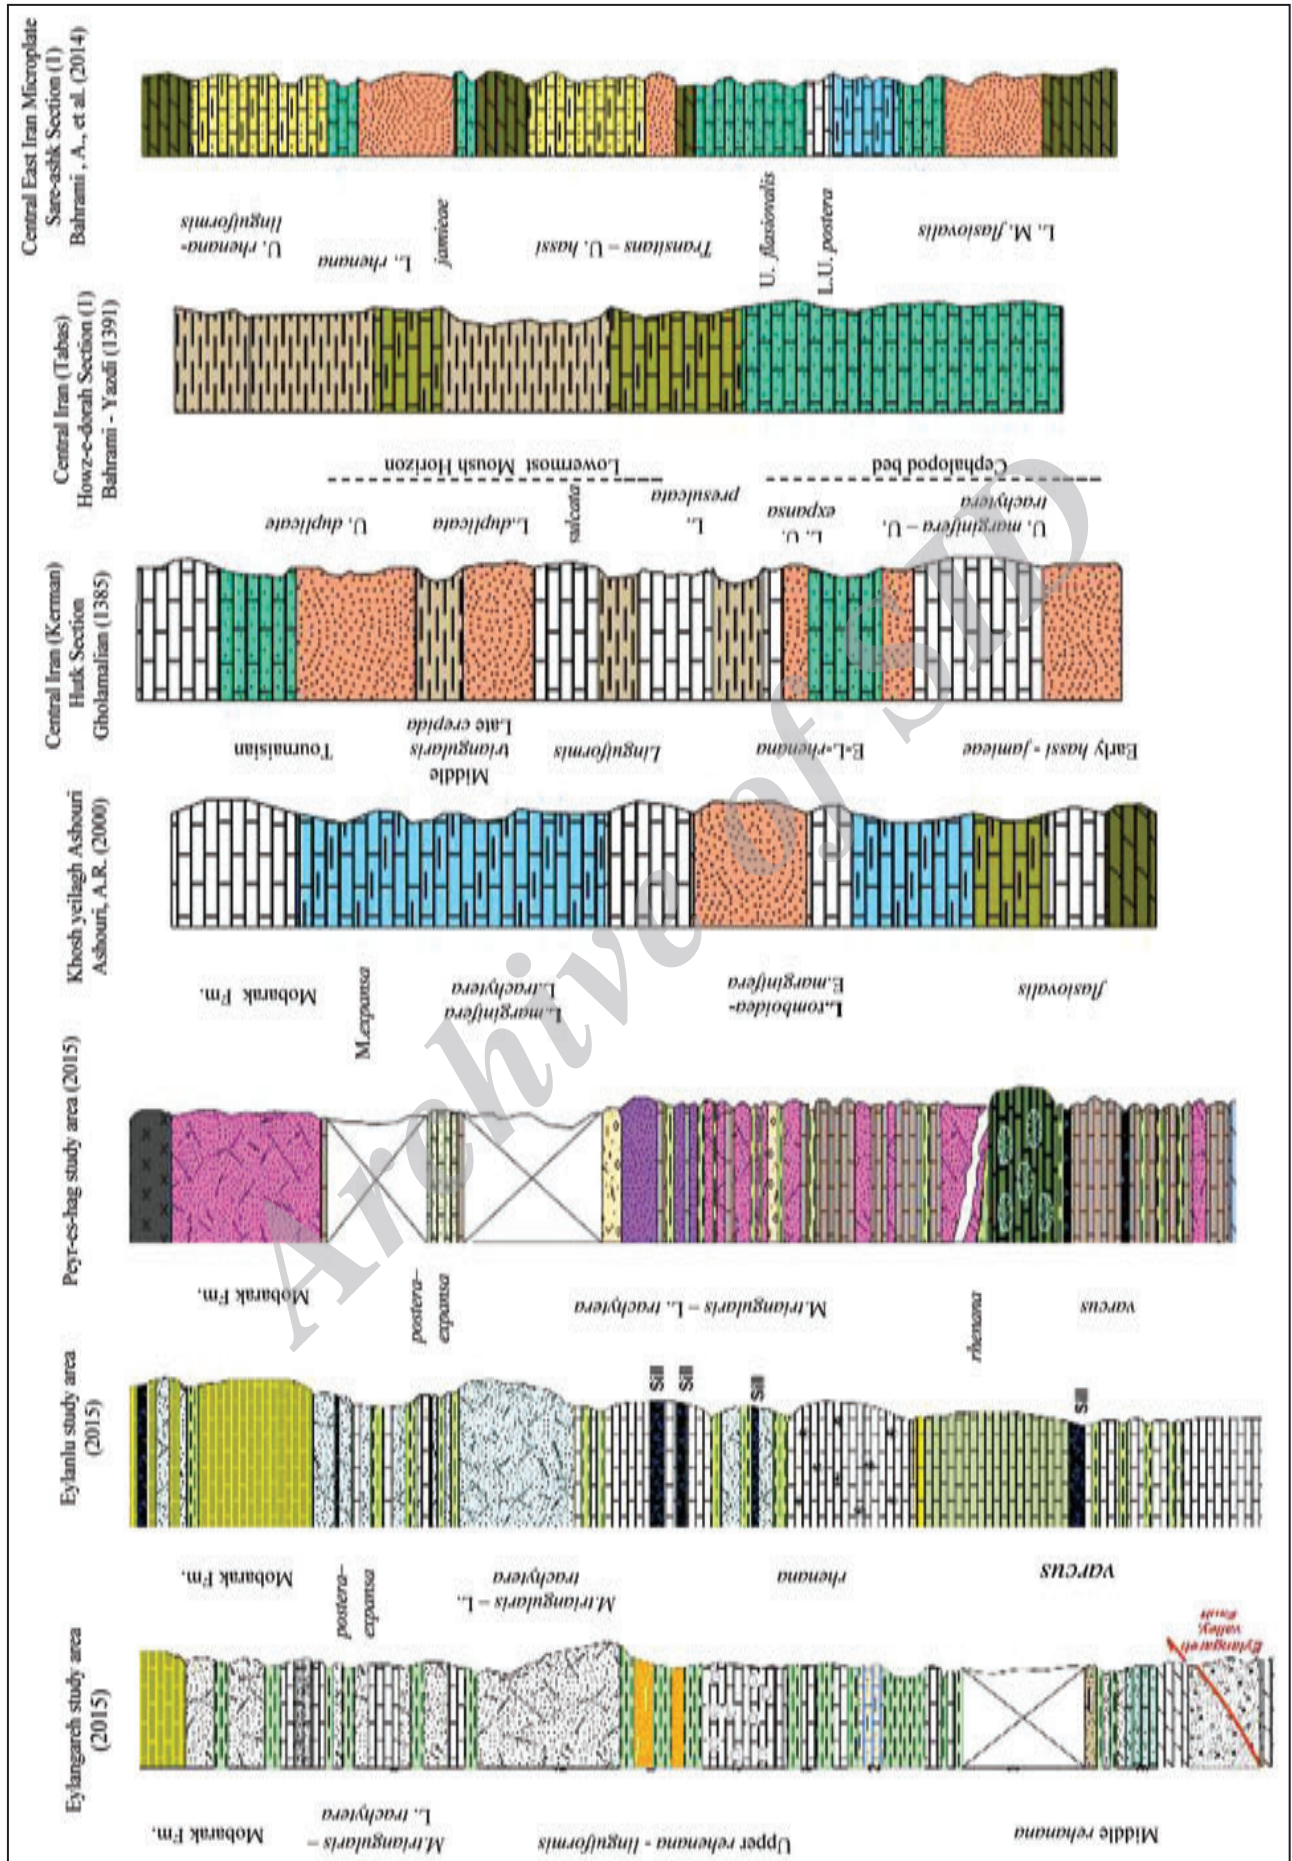 Central East Iran Microplate
Sare-ashk Section (1)
Bahrami , A., et al. (2014)
U. rhenana-
linguiformis
L. rhenana
jamieae
Transitans – U. hassi
U. flasiovalis
L.U. postera
L. M. flasiovalis
Central Iran (Tabas)
Howz-e-dorah Section (1)
Bahrami - Yazdi (1391)
Lowermost Moush Horizon
Cephalopod bed
U. duplicate
L.duplicata
sulcata
L.
presulcata
L. U.
expansa
U. marginifera – U.
trachytera
Central Iran (Kerman)
Hutk Section
Gholamalian (1385)
Tournaisian
Middle
triangularis
Late crepida
Linguiformis
E-L-rhenana
Early hassi - jamieae
Khosh yeilagh Ashouri
Ashouri, A.R. (2000)
Mobarak Fm.
M.expansa
L.marginifera
L.trachytera
L.romboidea-
E.marginifera
flasiovalis
Peyr-es-hag study area (2015)
Mobarak Fm.
postera–
expansa
M.triangularis – L. trachytera
rhenana
varcus
Eylanlu study area
(2015)
Sill
Sill
Sill
Sill
Mobarak Fm.
postera–
expansa
M.triangularis – L.
trachytera
rhenana
varcus
Eylangareh study area
(2015)
Eylangareh
valley,
Fault
Mobarak Fm.
M.triangularis –
L. trachytera
Upper rehenana - linguiformis
Middle rehanana
Archive of SID